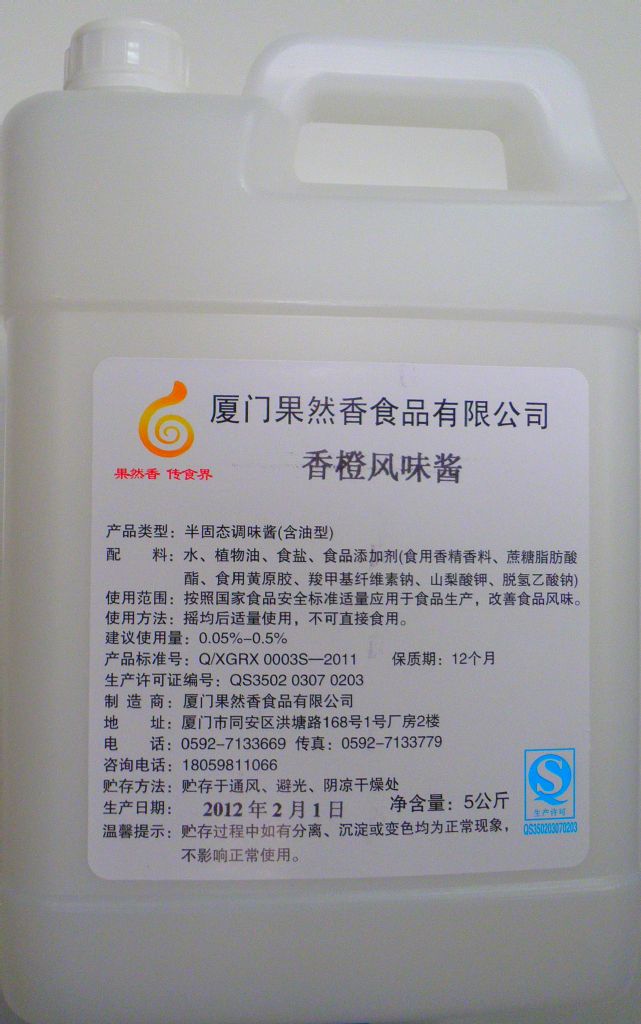 厦门果然香食品有限公司
果然香 传食界
香橙风味酱
产品类型：半固态调味酱(含油型)
配 料：水、植物油、食盐、食品添加剂(食用香精香料、蔗糖脂肪酸
酯、食用黄原胶、羧甲基纤维素钠、山梨酸钾、脱氢乙酸钠)
使用范围：按照国家食品安全标准适量应用于食品生产，改善食品风味。
使用方法：摇均后适量使用，不可直接食用。
建议使用量：0.05%-0.5%
产品标准号：Q/XGRX 0003S—2011 保质期：12个月
生产许可证编号：QS3502 0307 0203
制 造 商：厦门果然香食品有限公司
地 址：厦门市同安区洪塘路168号1号厂房2楼
电 话：0592-7133669 传真：0592-7133779
咨询电话：18059811066
贮存方法：贮存于通风、避光、阴凉干燥处
生产日期：2012年2月1日 净含量：5公斤
温馨提示：贮存过程中如有分离、沉淀或变色均为正常现象，
不影响正常使用。
生产许可
QS350203070203